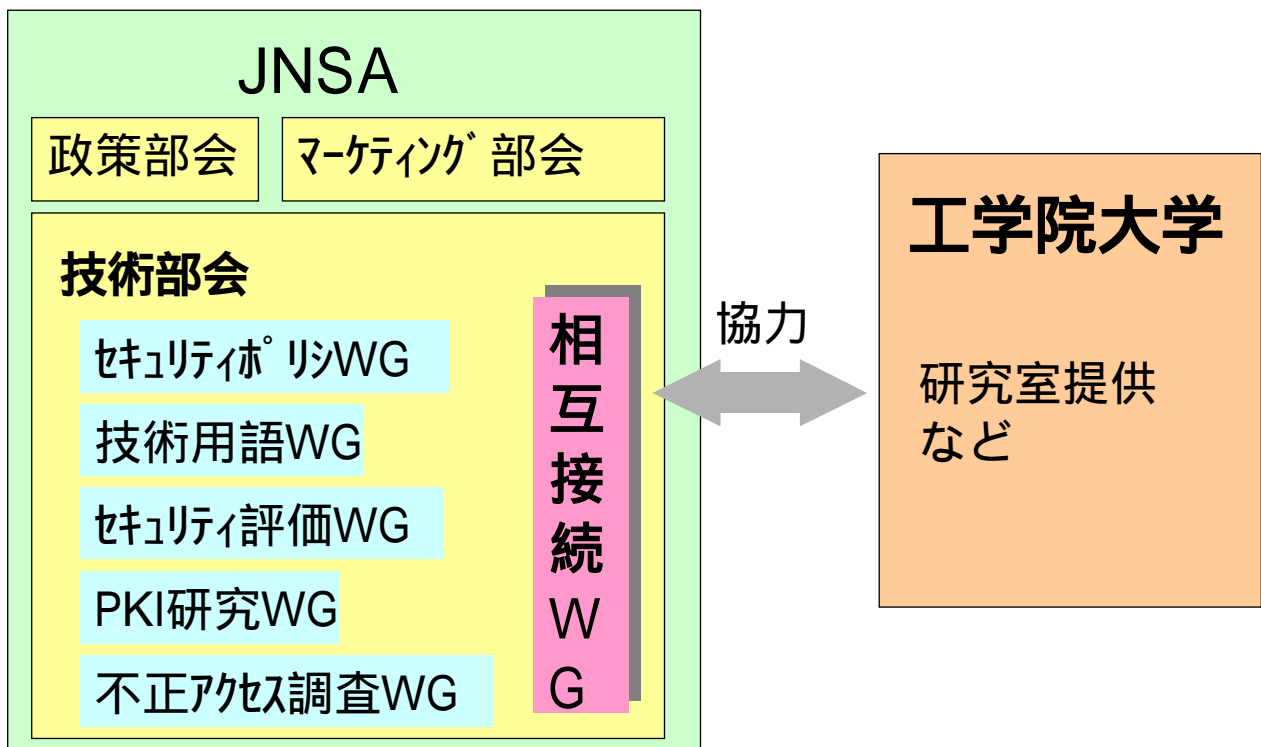 JNSA
政策部会
ﾏｰｹﾃｨﾝｸﾞ部会
技術部会
ｾｷｭﾘﾃｨﾎﾟﾘｼWG
技術用語WG
ｾｷｭﾘﾃｨ評価WG
PKI研究WG
不正ｱｸｾｽ調査WG
相互接続WG
協力
工学院大学
研究室提供
など